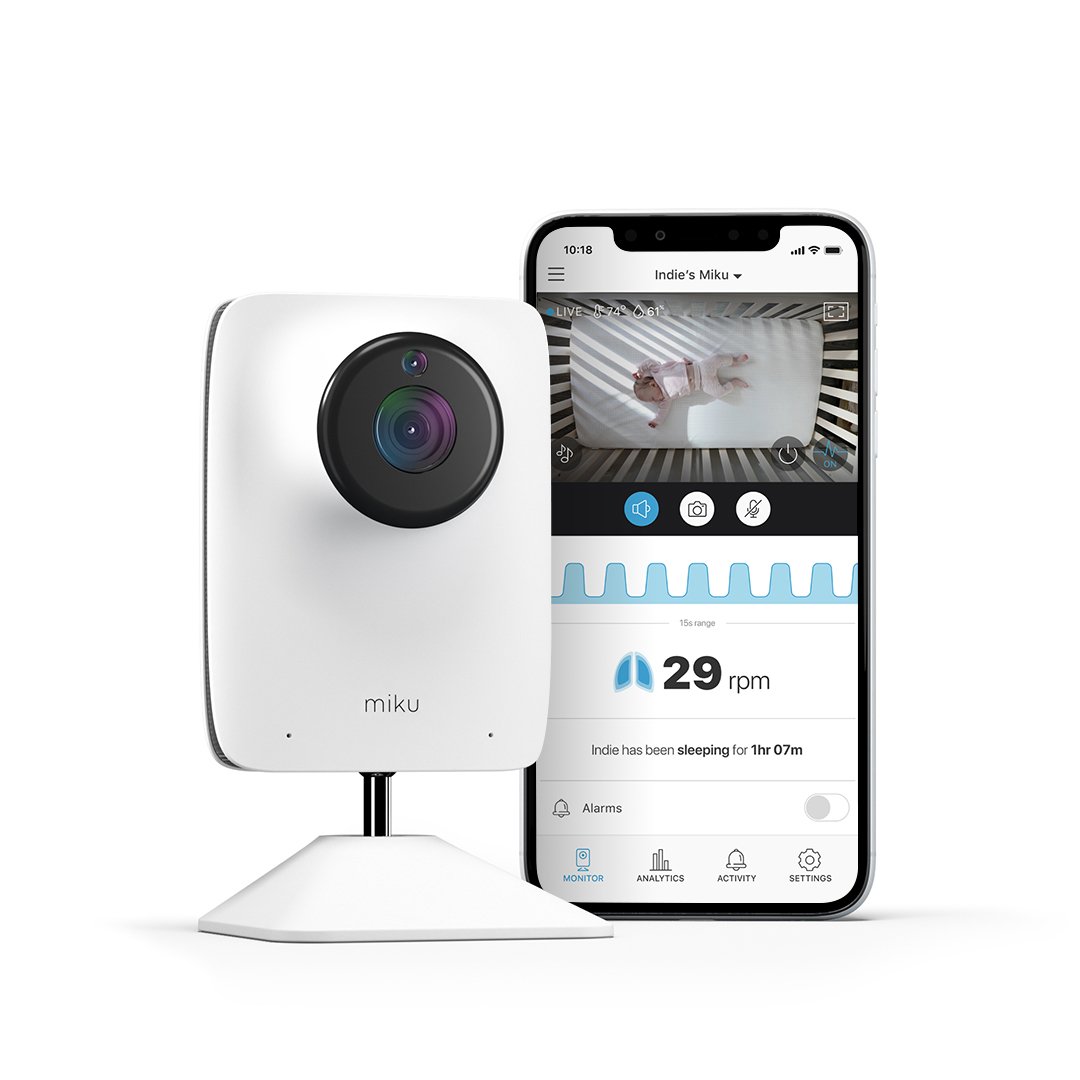 miku
10:18
Indie's Miku
LIVE 74° 61%
ON
15s range
29 rpm
Indie has been sleeping for 1hr 07m
Alarms
MONITOR ANALYTICS ACTIVITY SETTINGS